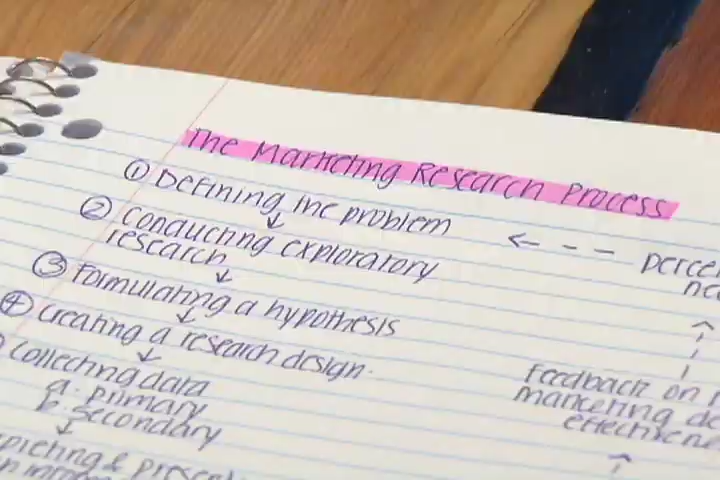 The Marketing Research Process
① Defining the problem
② Conducting exploratory
research
③ Formulating a hypothesis
④ Creating a research design.
Collecting data
a. primary
b. secondary
Feedback on
marketing